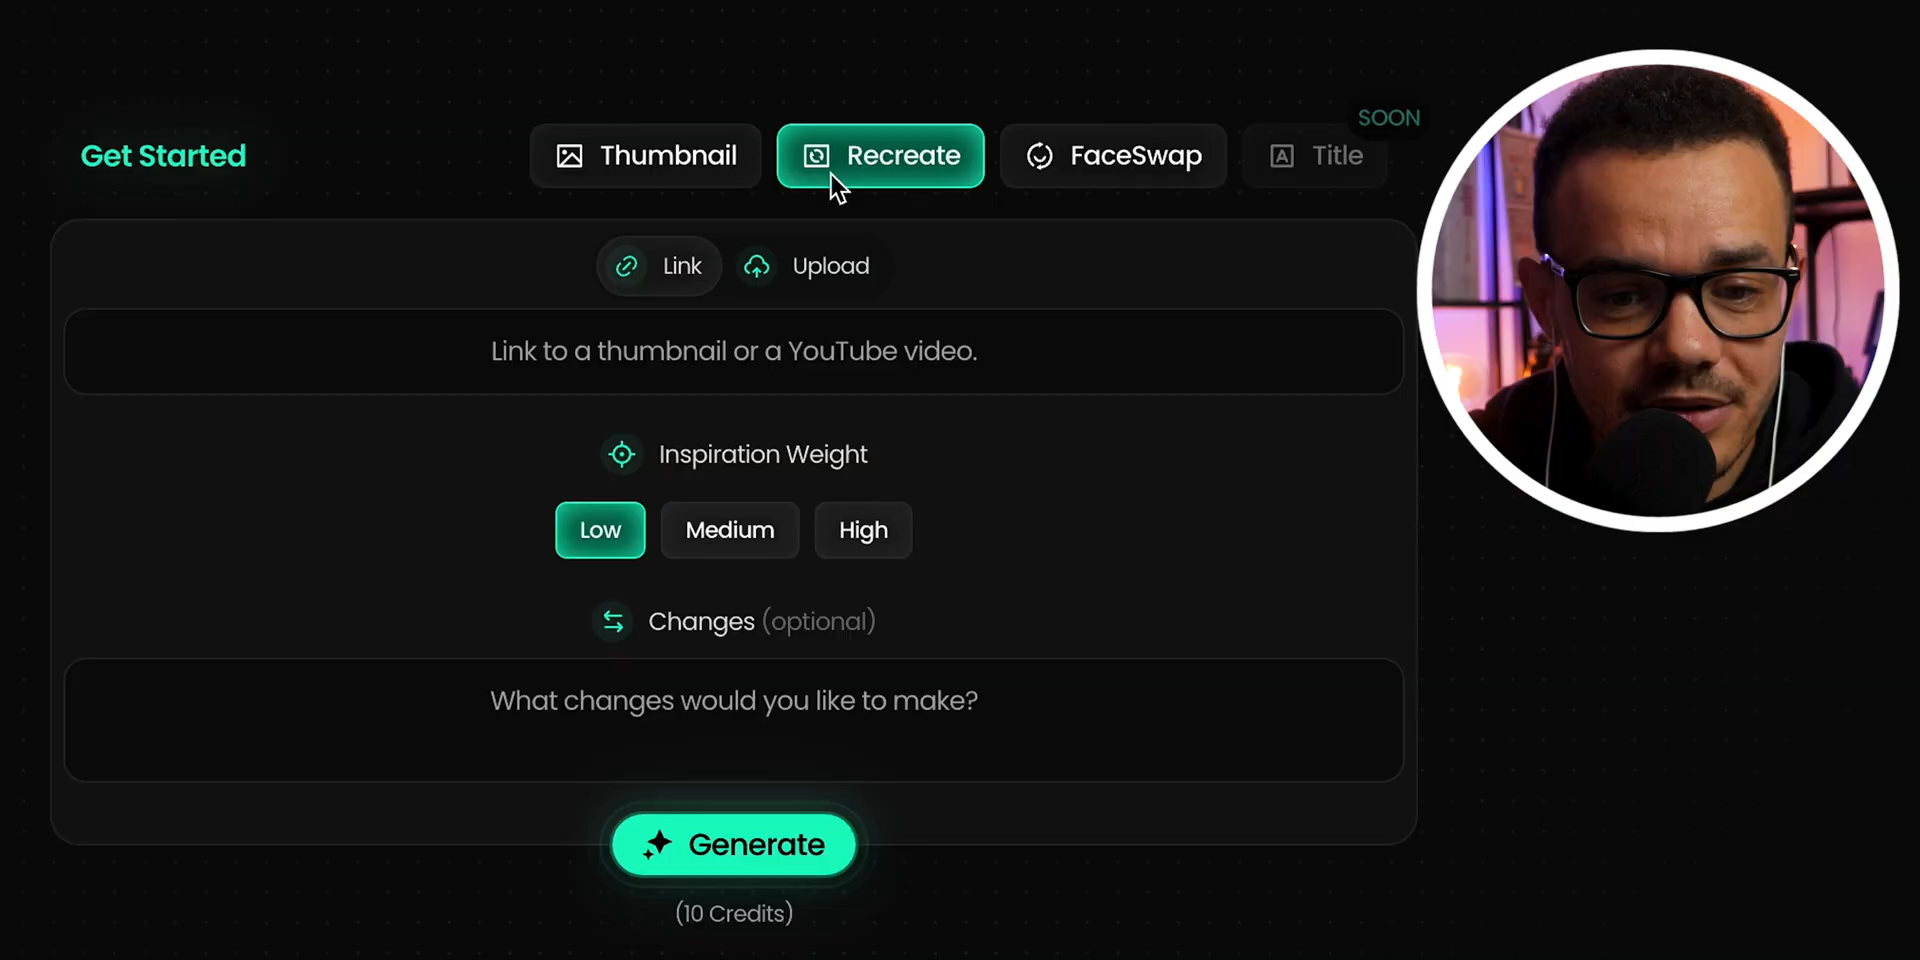 SOON
Get Started
Thumbnail
Recreate
FaceSwap
Title
Link
Upload
Link to a thumbnail or a YouTube video.
Inspiration Weight
Low
Medium
High
Changes (optional)
What changes would you like to make?
Generate
(10 Credits)